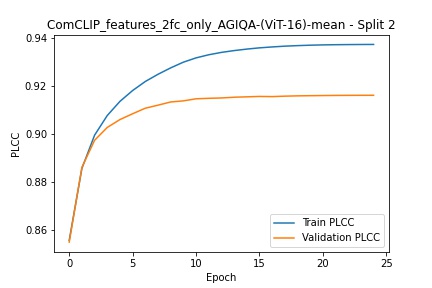 ComCLIP_features_2fc_only_AGIQA-(ViT-16)-mean - Split 2
0.94
0.92
0.90
0.88
0.86
PLCC
Train PLCC
Validation PLCC
0 5 10 15 20 25
Epoch